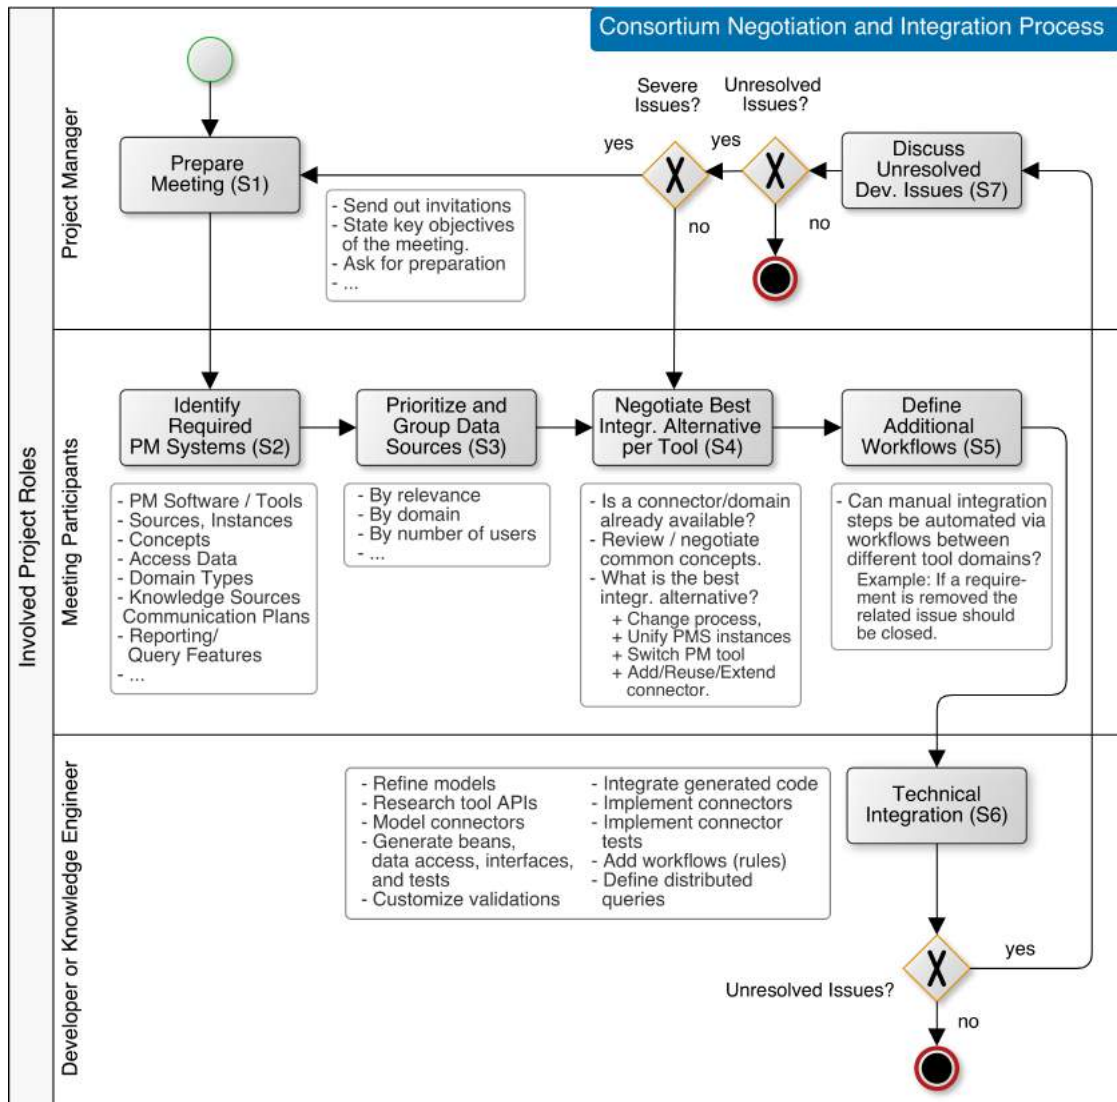 Consortium Negotiation and Integration Process
Involved Project Roles
Project Manager
Prepare
Meeting (S1)
- Send out invitations
- State key objectives
of the meeting.
- Ask for preparation
- ...
Severe
Issues?
yes
no
Unresolved
Issues?
yes
no
Discuss
Unresolved
Dev. Issues (S7)
Meeting Participants
Identify
Required
PM Systems (S2)
- PM Software / Tools
- Sources, Instances
- Concepts
- Access Data
- Domain Types
- Knowledge Sources
Communication Plans
- Reporting/
Query Features
- ...
Prioritize and
Group Data
Sources (S3)
- By relevance
- By domain
- By number of users
- ...
Negotiate Best
Integr. Alternative
per Tool (S4)
- Is a connector/domain
already available?
- Review / negotiate
common concepts.
- What is the best
integr. alternative?
+ Change process,
+ Unify PMS instances
+ Switch PM tool
+ Add/Reuse/Extend
connector.
Define
Additional
Workflows (S5)
- Can manual integration
steps be automated via
workflows between
different tool domains?
Example: If a require-
ment is removed the
related issue should
be closed.
Developer or Knowledge Engineer
- Refine models
- Research tool APIs
- Model connectors
- Generate beans,
data access, interfaces,
and tests
- Customize validations
- Integrate generated code
- Implement connectors
- Implement connector
tests
- Add workflows (rules)
- Define distributed
queries
Technical
Integration (S6)
Unresolved Issues?
yes
no